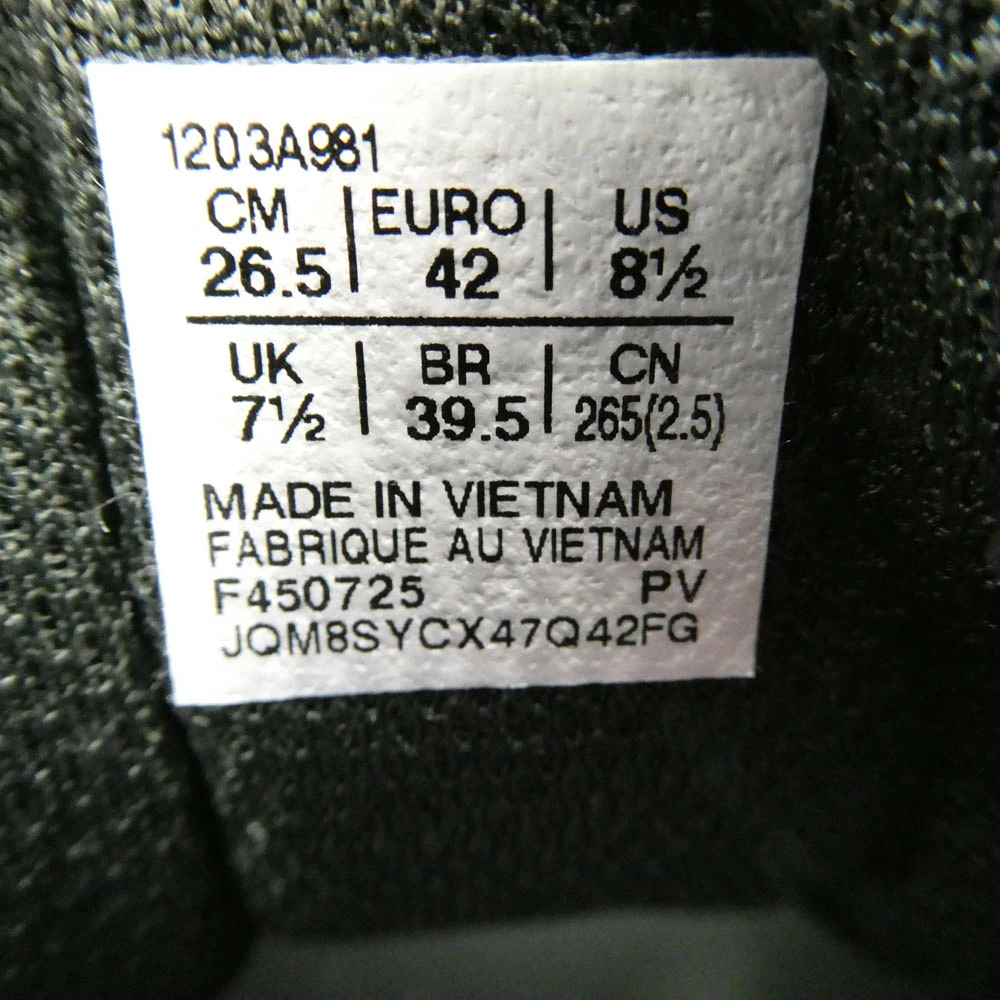 1203A981
CM | EURO | US
26.5 | 42 | 8½
UK | BR | CN
7½ | 39.5 | 265(2.5)
MADE IN VIETNAM
FABRIQUE AU VIETNAM
F450725 PV
JQM8SYCX47Q42FG